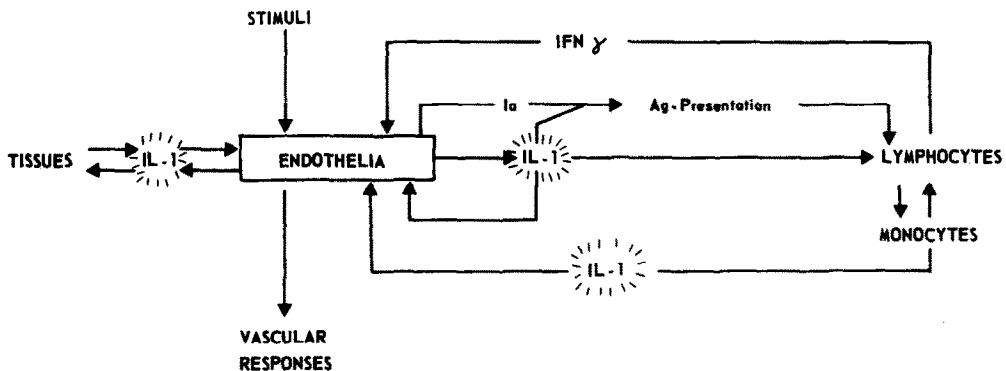 STIMULI
IFN γ
Ia
Ag-Presentation
TISSUES
IL-1
ENDOTHELIA
IL-1
LYMPHOCYTES
MONOCYTES
IL-1
VASCULAR
RESPONSES